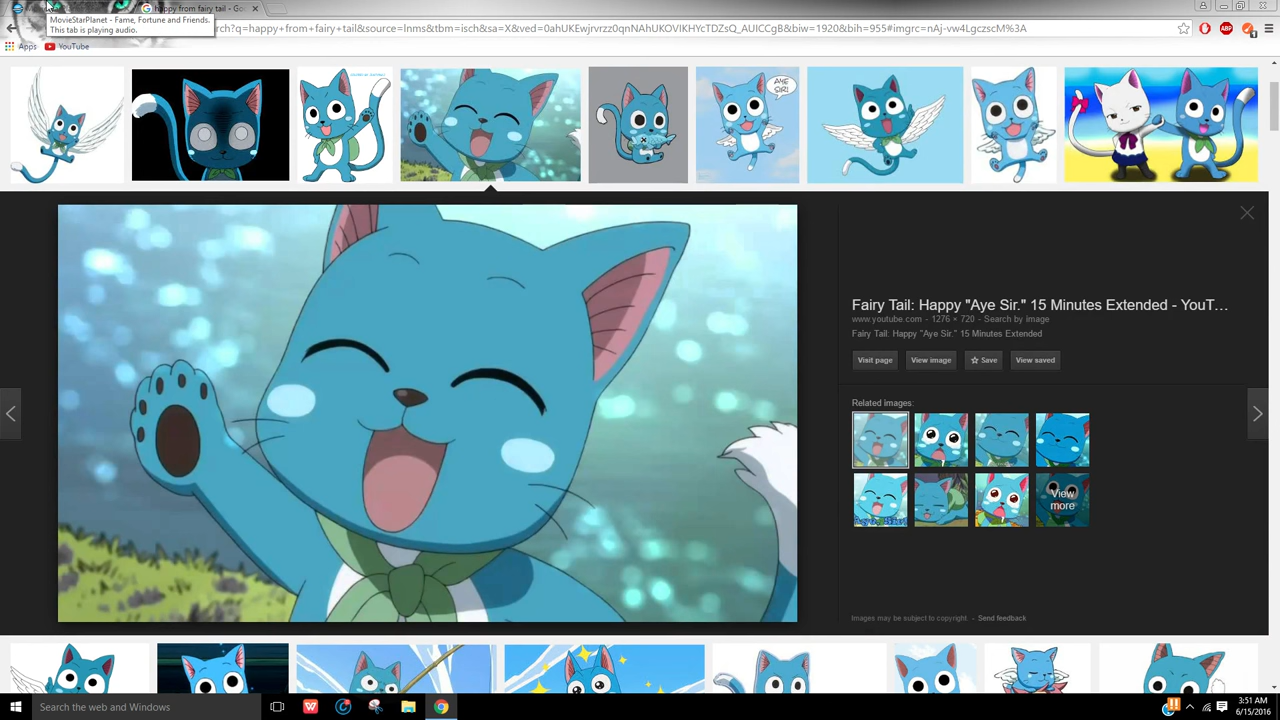 happy from fairy tail - Go
MovieStarPlanet - Fame, Fortune and Friends.
This tab is playing audio.
rch?q=happy+from+fairy+tail&source=lnms&tbm=isch&sa=X&ved=0ahUKEwjrvrzz0qnNAhUKOVIKHYcTDZsQ_AUICCgB&biw=1920&bih=955#imgrc=nAj-vw4LgczscM%3A
ABP
Apps
YouTube
AYE
SIR!
Fairy Tail: Happy "Aye Sir." 15 Minutes Extended - YouT...
www.youtube.com - 1276 × 720 - Search by image
Fairy Tail: Happy "Aye Sir." 15 Minutes Extended
Visit page
View image
Save
View saved
Related images:
View
more
Images may be subject to copyright. - Send feedback
Search the web and Windows
3:51 AM
6/15/2016